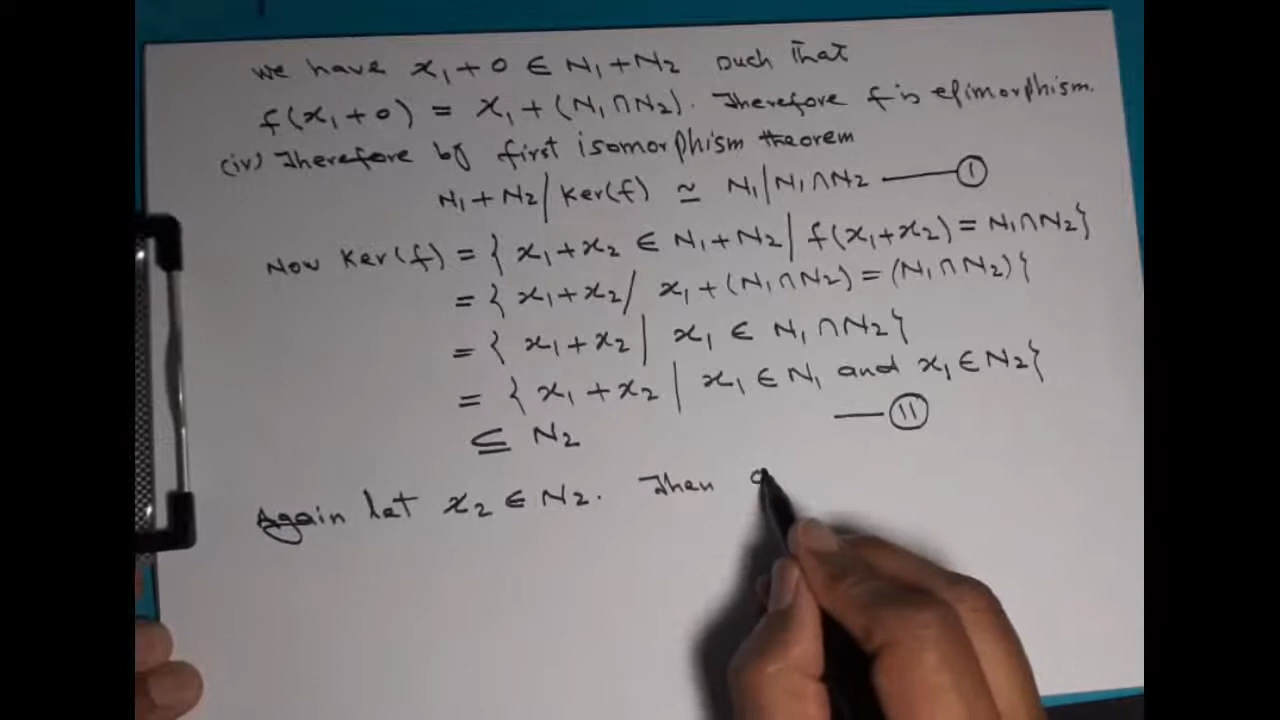 we have x₁+0 ∈ N₁+N₂ such that
f(x₁+0) = x₁+(N₁∩N₂). Therefore f is epimorphism.
(iv) Therefore by first isomorphism theorem
N₁+N₂/Ker(f) ≃ N₁/N₁∩N₂ —— I
Now Ker(f) = { x₁+x₂ ∈ N₁+N₂ / f(x₁+x₂) = N₁∩N₂}
= { x₁+x₂ / x₁+(N₁∩N₂) = (N₁∩N₂)}
= { x₁+x₂ | x₁ ∈ N₁∩N₂}
= { x₁+x₂ | x₁ ∈ N₁ and x₁ ∈ N₂}
⊆ N₂ —— II
Again let x₂ ∈ N₂. Then